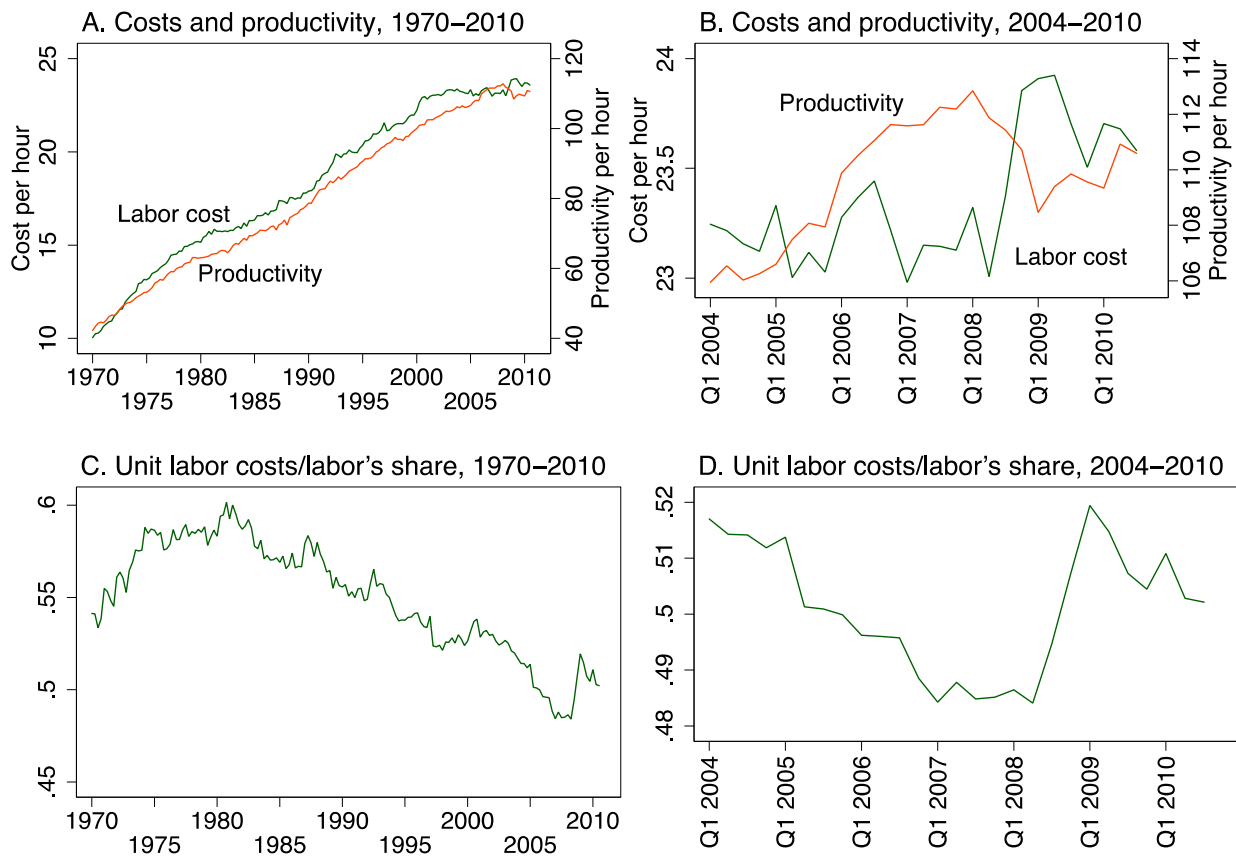 A. Costs and productivity, 1970–2010
Cost per hour
25
20
15
10
Productivity per hour
120
100
80
60
40
Labor cost
Productivity
1970
1980
1990
2000
2010
1975
1985
1995
2005
B. Costs and productivity, 2004–2010
Cost per hour
24
23.5
23
Productivity per hour
114
112
110
108
106
Productivity
Labor cost
Q1 2004
Q1 2005
Q1 2006
Q1 2007
Q1 2008
Q1 2009
Q1 2010
C. Unit labor costs/labor's share, 1970–2010
.6
.55
.5
.45
1970
1980
1990
2000
2010
1975
1985
1995
2005
D. Unit labor costs/labor's share, 2004–2010
.52
.51
.5
.49
.48
Q1 2004
Q1 2005
Q1 2006
Q1 2007
Q1 2008
Q1 2009
Q1 2010